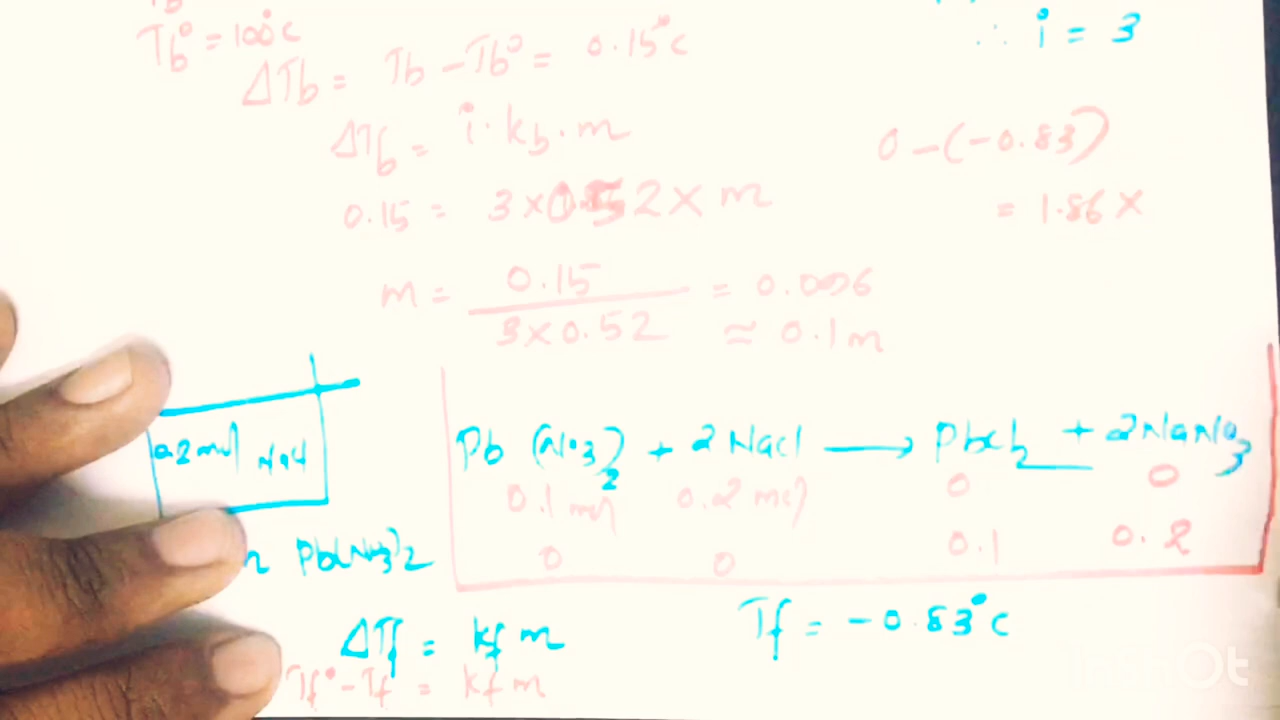 Tb° = 100°C
∴ i = 3
ΔTb = Tb - Tb° = 0.15°C
ΔTb = i · kb · m
0 - (-0.83)
0.15 = 3 × 0.52 × m
= 1.86 ×
m = 0.15 / 3 × 0.52 = 0.096
≈ 0.1 m
Pb(NO3)2 + 2NaCl → PbCl2 + 2NaNO3
0.2 mol
0.1 mol 0.2 mol 0 0
0 0 0.1 0.2
Pb(NO3)2
ΔTf = kf m
Tf = -0.83°C
Tf° - Tf = kf m